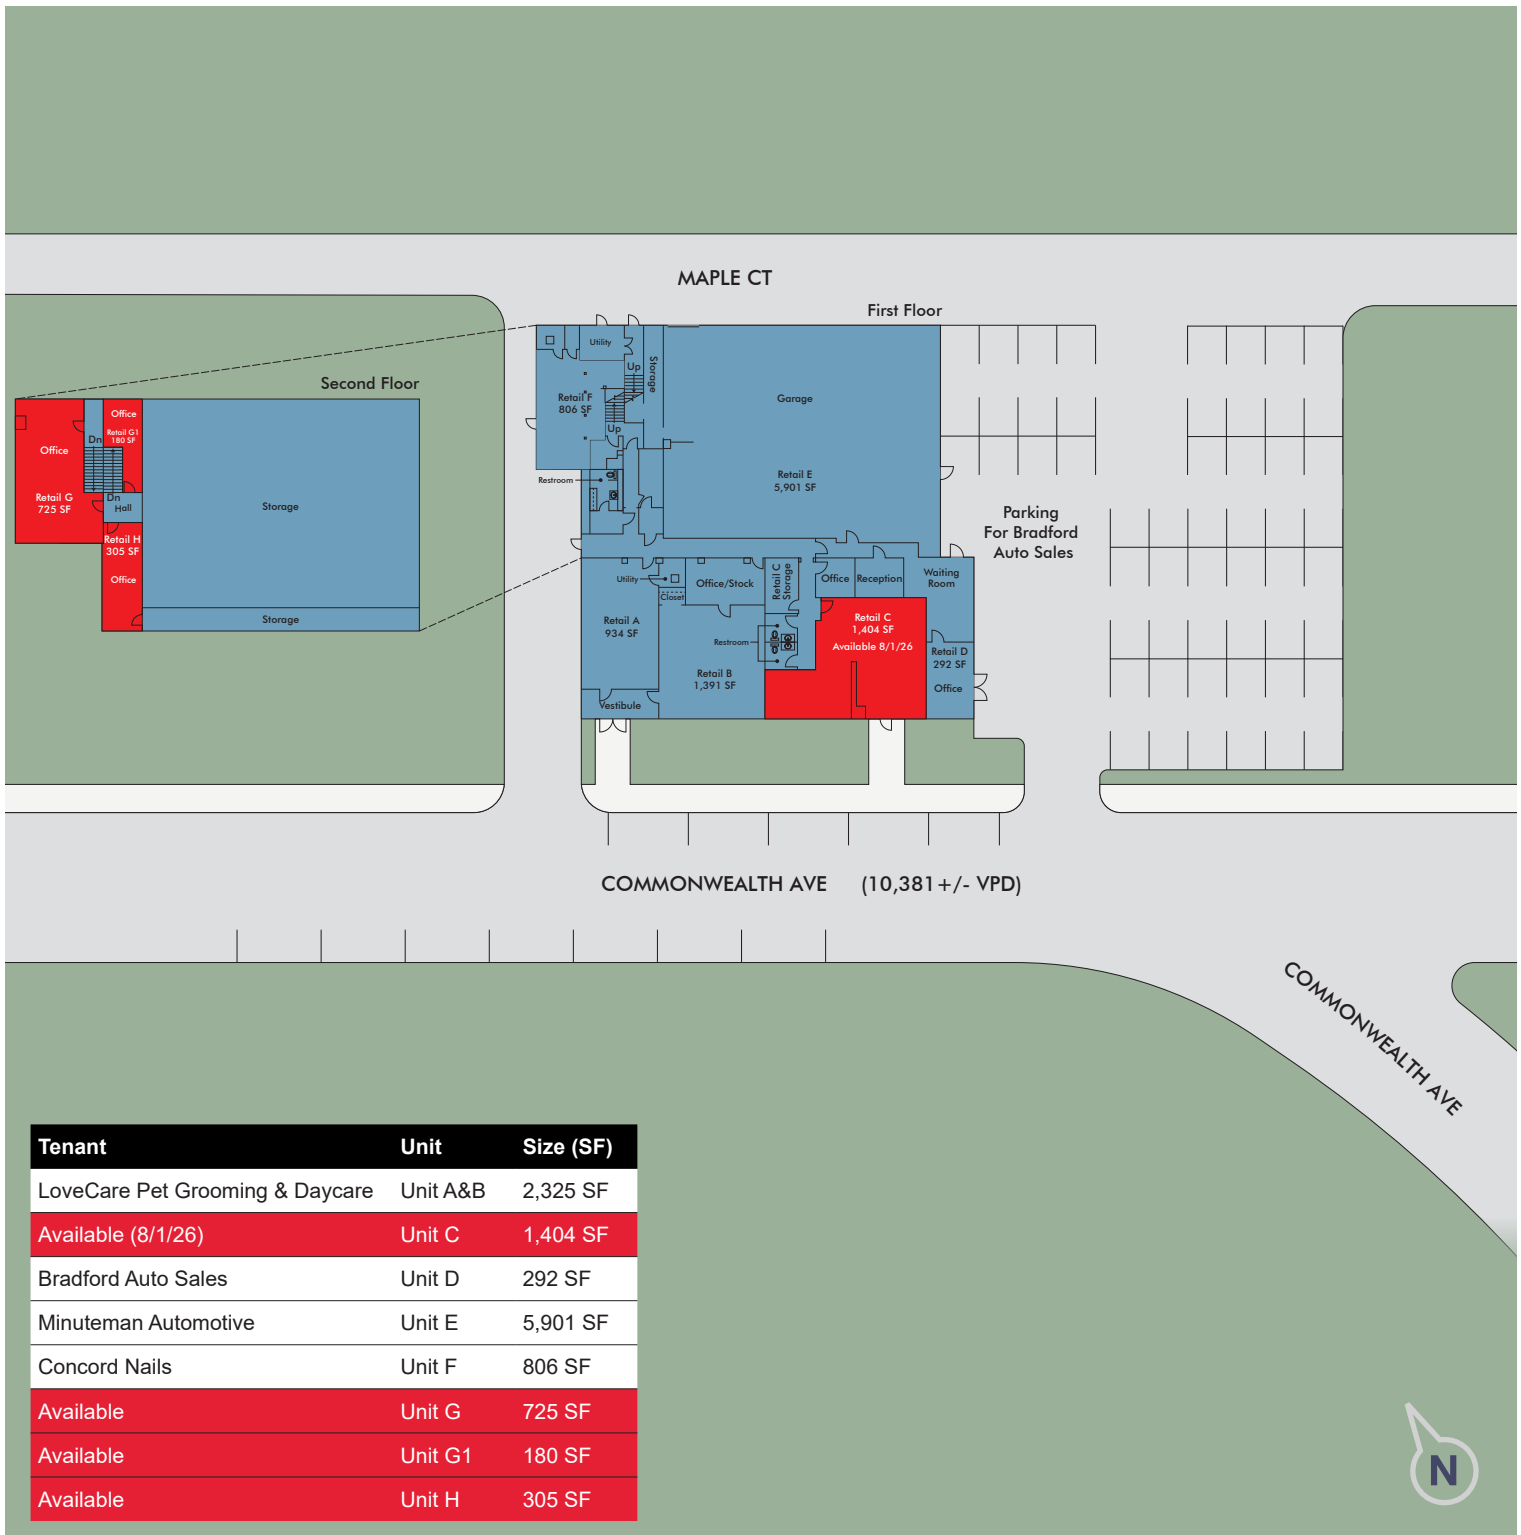 MAPLE CT
First Floor
Second Floor
Utility
Up
Storage
Retail F
806 SF
Up
Garage
Restroom
Retail E
5,901 SF
Office
Retail G1
180 SF
Dn
Office
Retail G
725 SF
Dn
Hall
Storage
Retail H
305 SF
Office
Storage
Parking
For Bradford
Auto Sales
Utility
Closet
Office/Stock
Retail C
Storage
Office
Reception
Waiting
Room
Retail A
934 SF
Restroom
Retail C
1,404 SF
Available 8/1/26
Retail D
292 SF
Office
Retail B
1,391 SF
Vestibule
COMMONWEALTH AVE (10,381+/- VPD)
COMMONWEALTH AVE
Tenant Unit Size (SF)
LoveCare Pet Grooming & Daycare Unit A&B 2,325 SF
Available (8/1/26) Unit C 1,404 SF
Bradford Auto Sales Unit D 292 SF
Minuteman Automotive Unit E 5,901 SF
Concord Nails Unit F 806 SF
Available Unit G 725 SF
Available Unit G1 180 SF
Available Unit H 305 SF
N